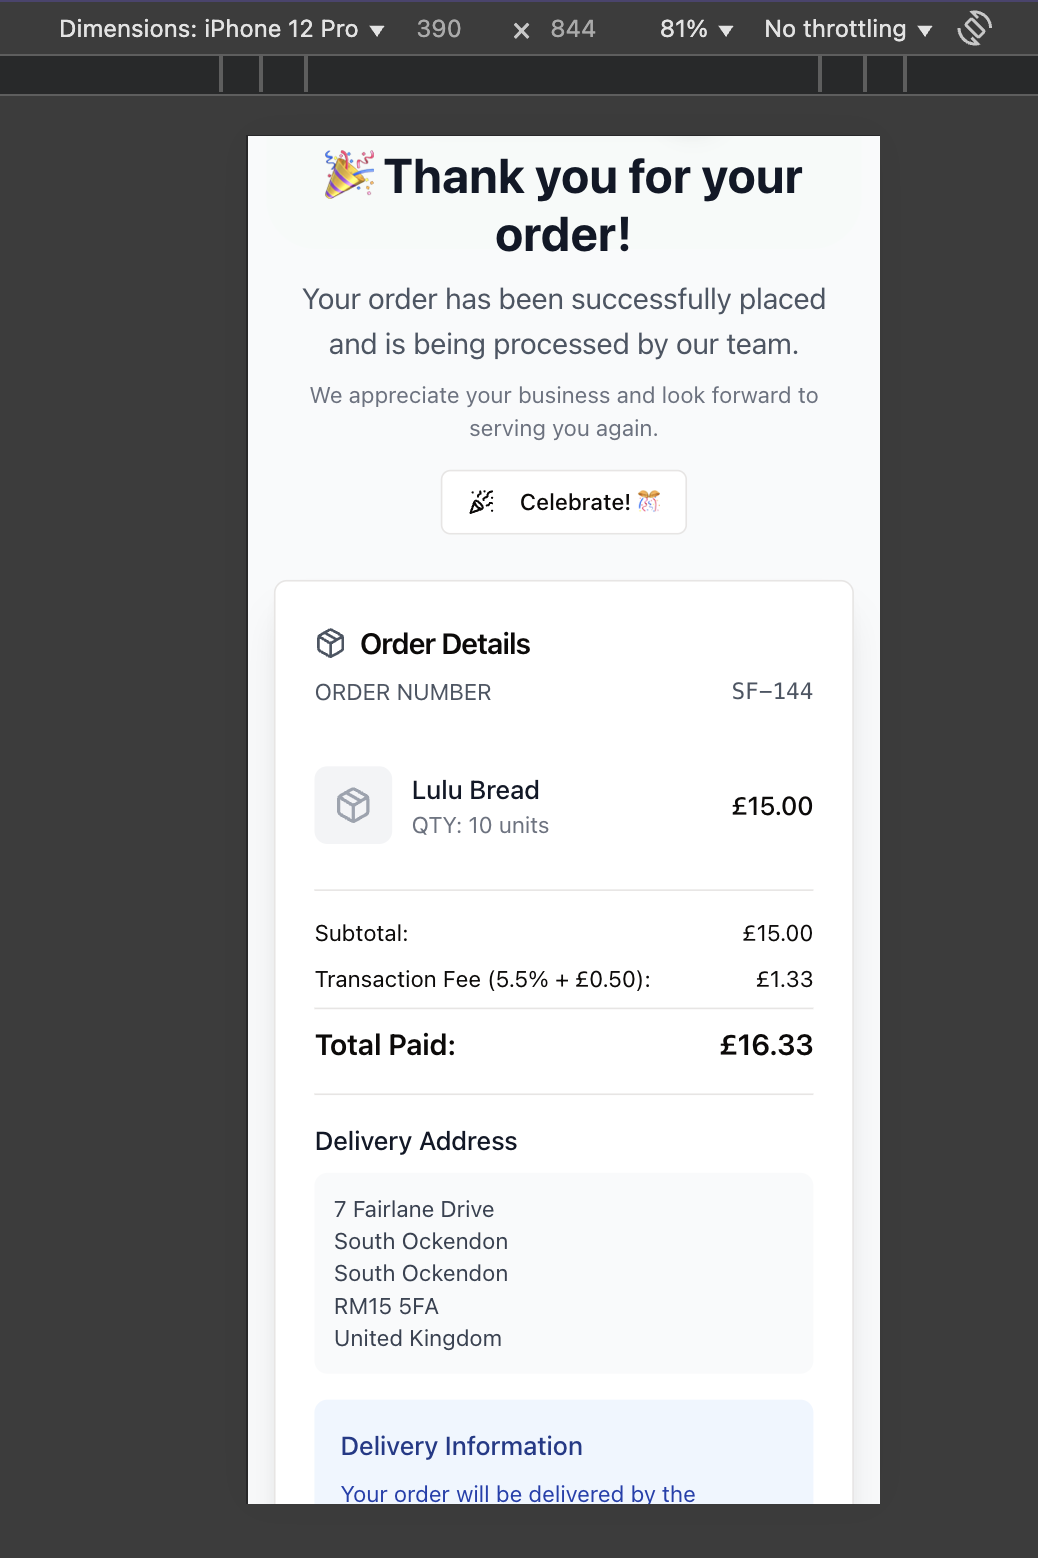 Dimensions: iPhone 12 Pro ▼ 390 × 844 81% ▼ No throttling ▼
🎉 Thank you for your
order!
Your order has been successfully placed
and is being processed by our team.
We appreciate your business and look forward to
serving you again.
Celebrate! 🎊
Order Details
ORDER NUMBER SF-144
Lulu Bread
QTY: 10 units
£15.00
Subtotal: £15.00
Transaction Fee (5.5% + £0.50): £1.33
Total Paid: £16.33
Delivery Address
7 Fairlane Drive
South Ockendon
South Ockendon
RM15 5FA
United Kingdom
Delivery Information
Your order will be delivered by the